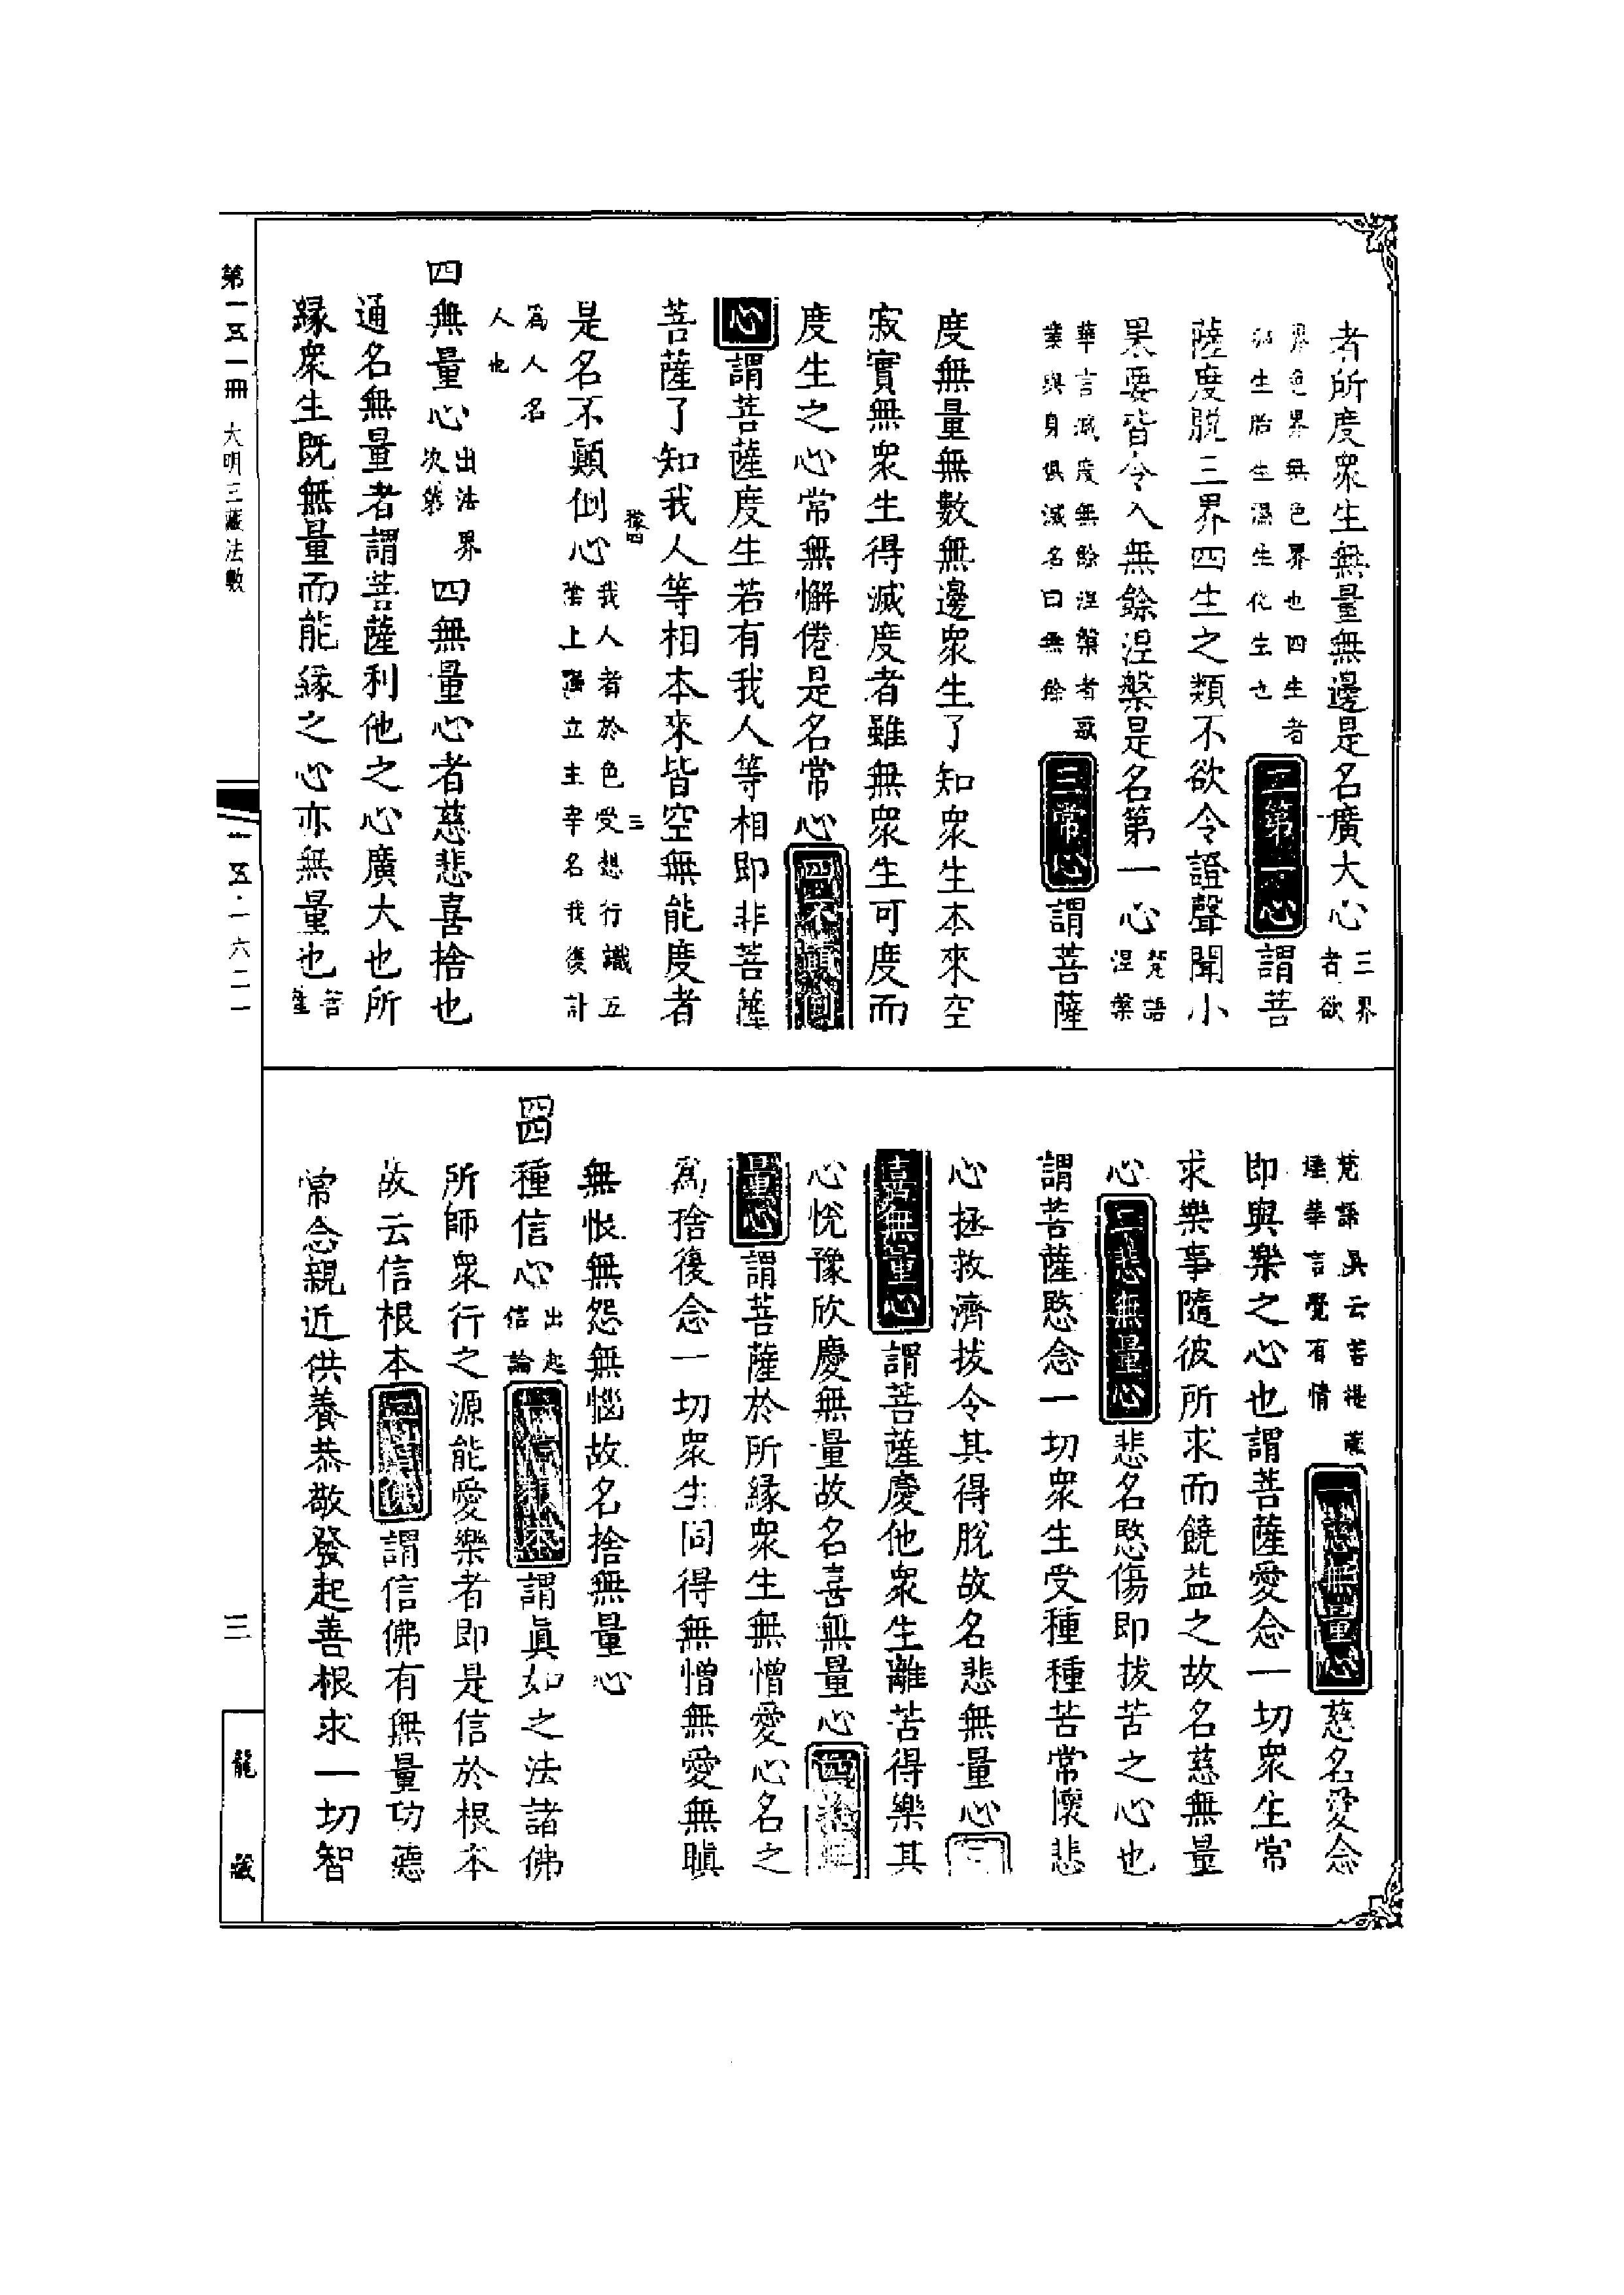 者所度衆生無量無邊是名廣大心三界者欲
界色界無色界也四生者卵生胎生濕生化生也二第一心謂菩
薩度脱三界四生之類不欲令證聲聞小
果要皆令入無餘涅槃是名第一心梵語涅槃
華言滅度無餘涅槃者惑業與身俱滅名曰無餘三常心謂菩薩
度無量無數無邊衆生了知衆生本來空
寂實無衆生得滅度者雖無衆生可度而
度生之心常無懈倦是名常心四不顛倒
心謂菩薩度生若有我人等相即非菩薩
菩薩了知我人等相本來皆空無能度者
是名不顛倒心我人者於色受想行識五陰上強立主宰名我復計
為人名人也
四無量心出法界次第四無量心者慈悲喜捨也
通名無量者謂菩薩利他之心廣大也所
緣衆生既無量而能緣之心亦無量也菩薩
梵語具云菩提薩埵華言覺有情一慈無量心慈名愛念
即與樂之心也謂菩薩愛念一切衆生常
求樂事隨彼所求而饒益之故名慈無量
心二悲無量心悲名愍傷即拔苦之心也
謂菩薩愍念一切衆生受種種苦常懷悲
心拯救濟拔令其得脱故名悲無量心三
喜無量心謂菩薩慶他衆生離苦得樂其
心悅豫欣慶無量故名喜無量心四捨無
量心謂菩薩於所緣衆生無憎愛心名之
爲捨復念一切衆生同得無憎無愛無瞋
無恨無怨無惱故名捨無量心
四種信心出起信論一信根本謂眞如之法諸佛
所師衆行之源能愛樂者即是信於根本
故云信根本二信佛謂信佛有無量功德
常念親近供養恭敬發起善根求一切智
第一五一冊 大明三藏法數
一五一·一六二一
三
龍藏